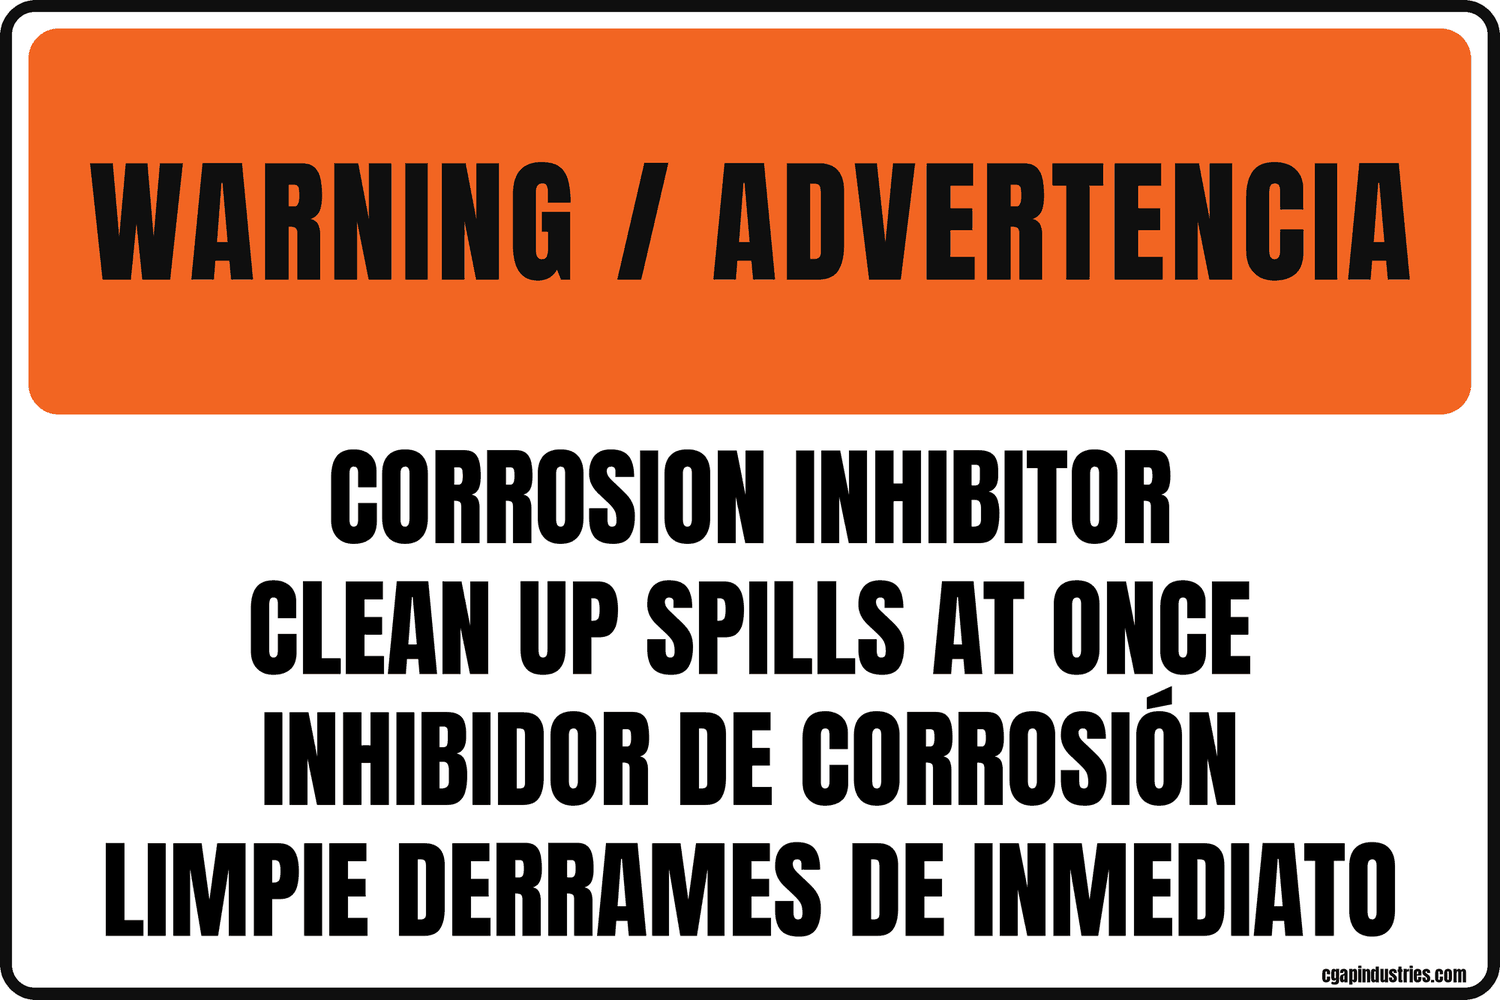 WARNING / ADVERTENCIA
CORROSION INHIBITOR
CLEAN UP SPILLS AT ONCE
INHIBIDOR DE CORROSIÓN
LIMPIE DERRAMES DE INMEDIATO
cgapindustries.com